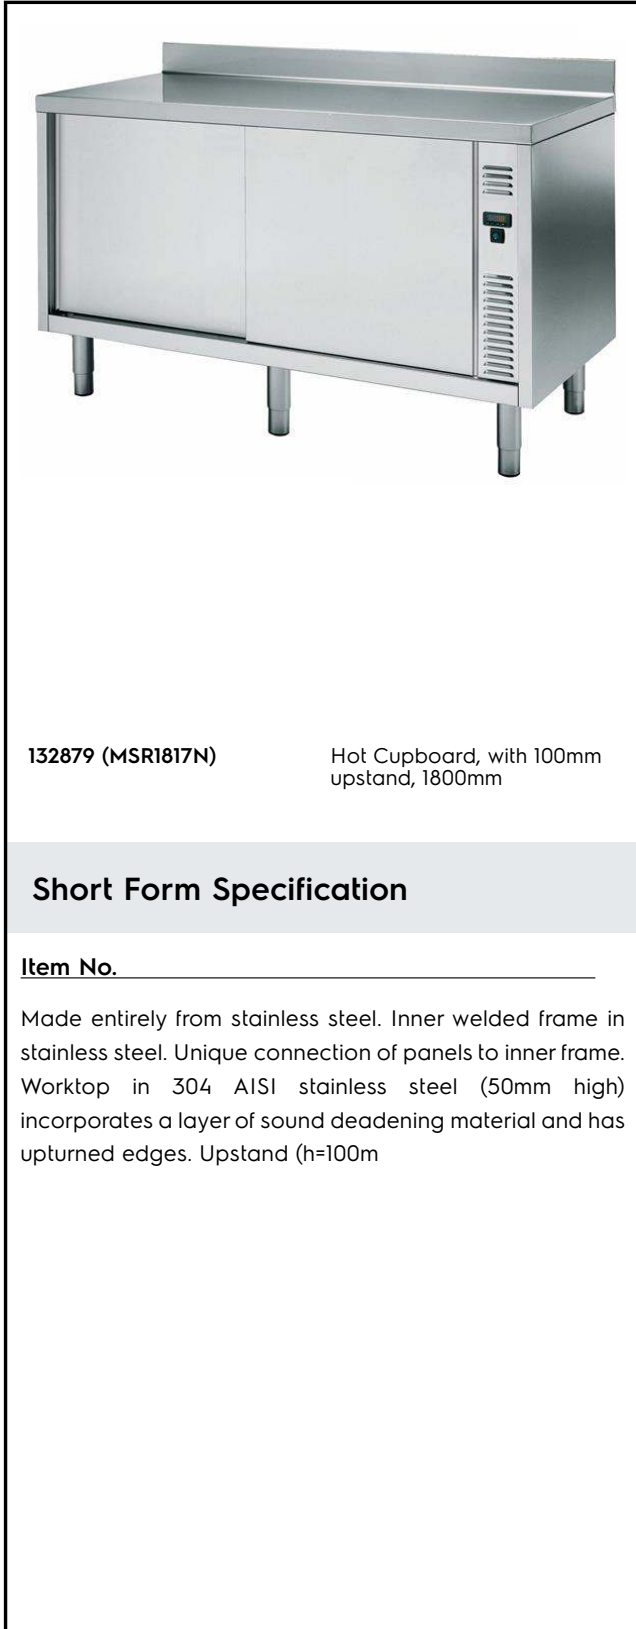 132879 (MSR1817N)
Hot Cupboard, with 100mm
upstand, 1800mm
Short Form Specification
Item No.
Made entirely from stainless steel. Inner welded frame in
stainless steel. Unique connection of panels to inner frame.
Worktop in 304 AISI stainless steel (50mm high)
incorporates a layer of sound deadening material and has
upturned edges. Upstand (h=100m